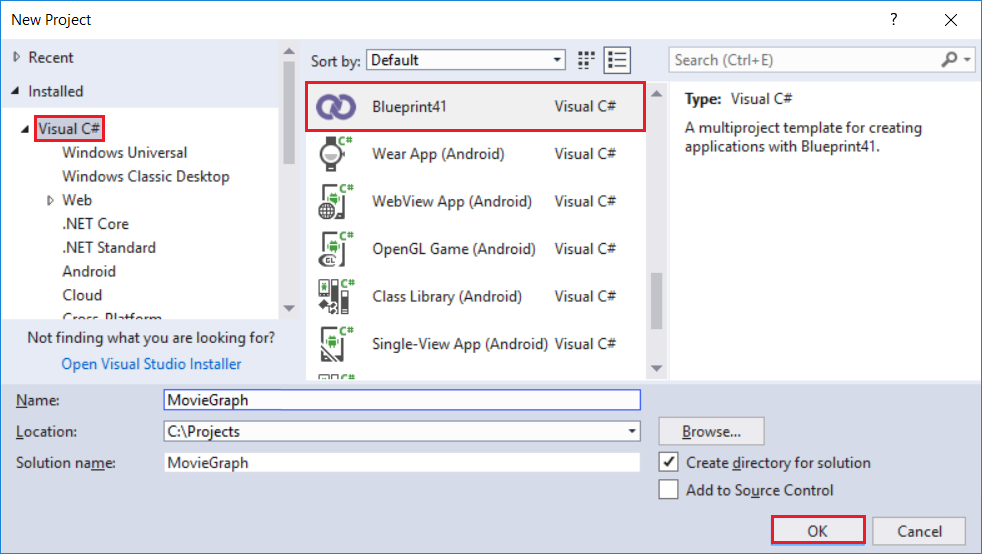 New Project
?
Recent
Installed
Visual C#
Windows Universal
Windows Classic Desktop
Web
.NET Core
.NET Standard
Android
Cloud
Cross-Platform
Not finding what you are looking for?
Open Visual Studio Installer
Sort by: Default
Blueprint41 Visual C#
Wear App (Android) Visual C#
WebView App (Android) Visual C#
OpenGL Game (Android) Visual C#
Class Library (Android) Visual C#
Single-View App (Android) Visual C#
Search (Ctrl+E)
Type: Visual C#
A multiproject template for creating
applications with Blueprint41.
Name: MovieGraph
Location: C:\Projects Browse...
Solution name: MovieGraph
Create directory for solution
Add to Source Control
OK Cancel